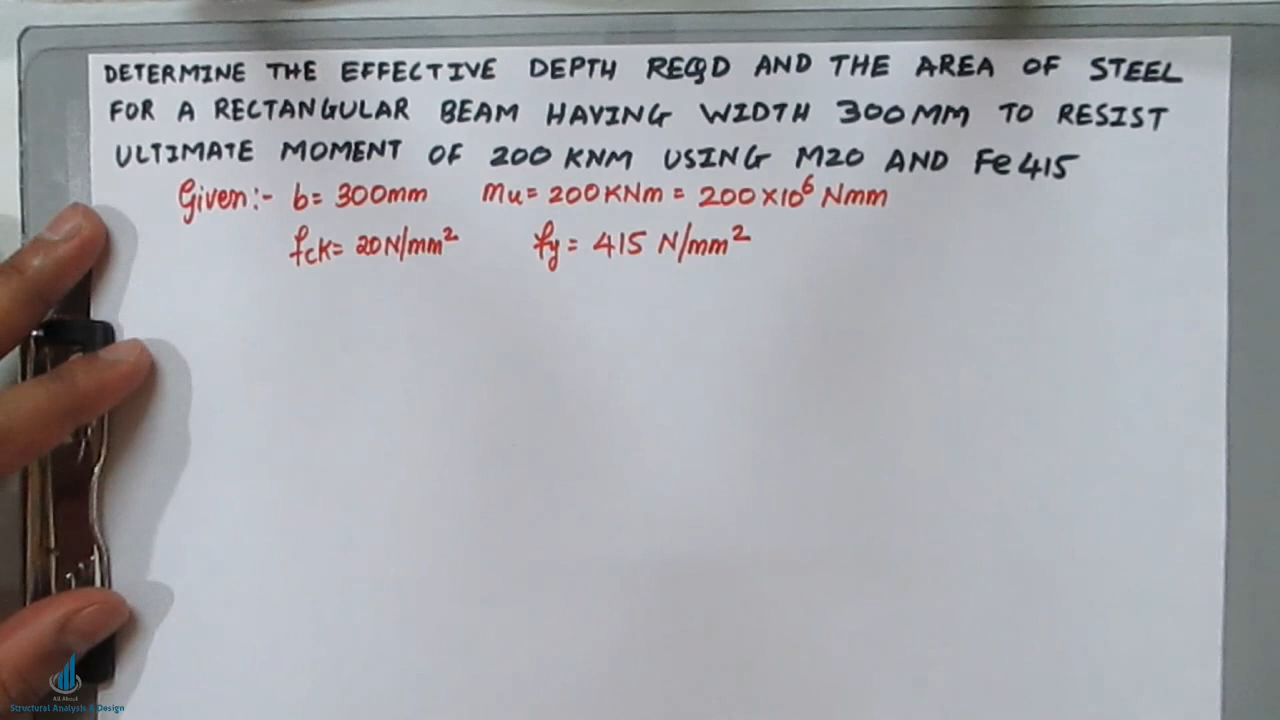 DETERMINE THE EFFECTIVE DEPTH REQD AND THE AREA OF STEEL
FOR A RECTANGULAR BEAM HAVING WIDTH 300MM TO RESIST
ULTIMATE MOMENT OF 200 KNM USING M20 AND Fe415
Given:- b= 300mm Mu= 200KNm = 200×10⁶ Nmm
fck= 20N/mm² fy= 415 N/mm²
All About
Structural Analysis & Design